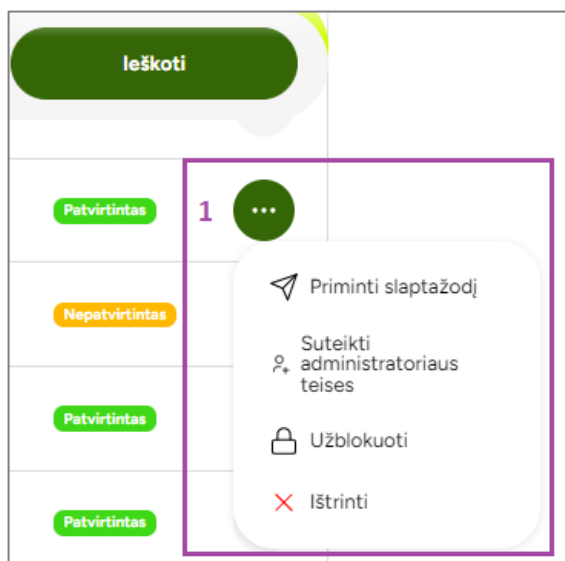 Ieškoti
Patvirtintas
1
Priminti slaptažodį
Nepatvirtintas
Suteikti
administratoriaus
teises
Patvirtintas
Užblokuoti
Ištrinti
Patvirtintas